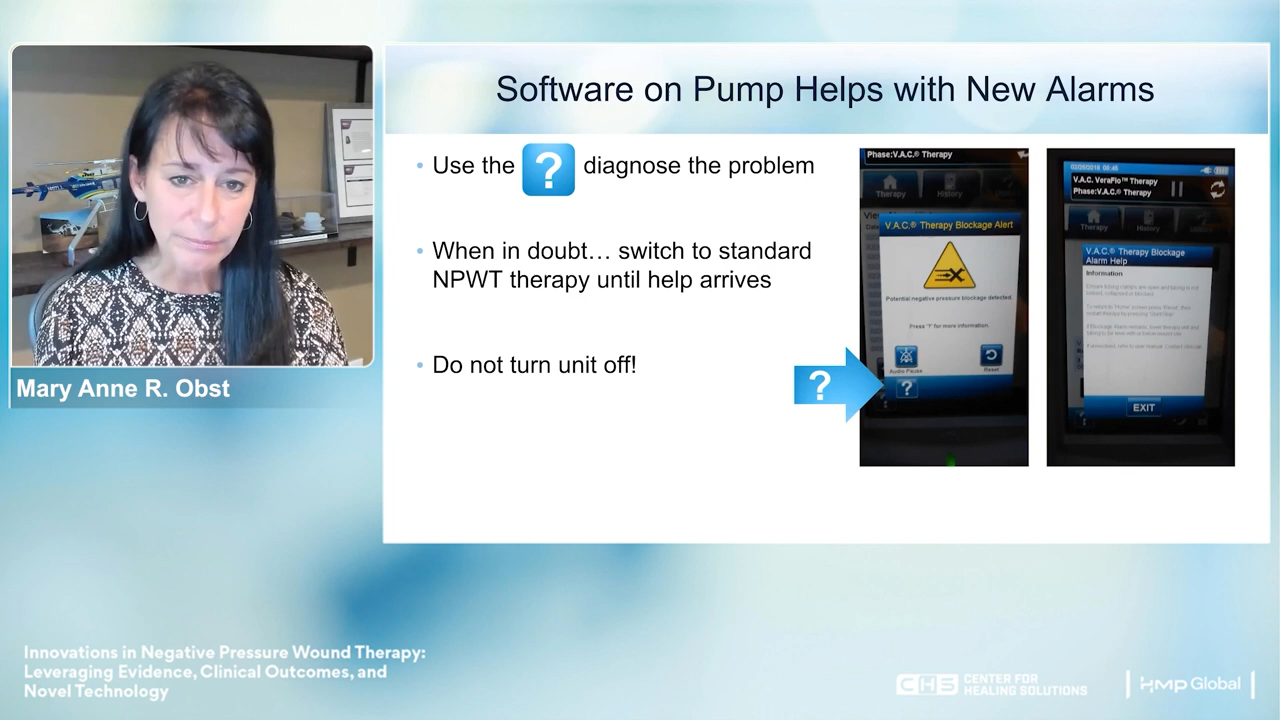 Software on Pump Helps with New Alarms
• Use the ? diagnose the problem
• When in doubt… switch to standard
NPWT therapy until help arrives
• Do not turn unit off!
?
Phase:V.A.C.® Therapy
Therapy
History
V.A.C.® Therapy Blockage Alert
Potential negative pressure blockage detected.
Press "?" for more information.
Audio Pause
Reset
?
V.A.C. VeraFlo™ Therapy
Phase:V.A.C.® Therapy
Therapy
History
V.A.C.® Therapy Blockage
Alarm Help
Information
EXIT
Mary Anne R. Obst
Innovations in Negative Pressure Wound Therapy:
Leveraging Evidence, Clinical Outcomes, and
Novel Technology
CHS CENTER FOR
HEALING SOLUTIONS
HMP Global